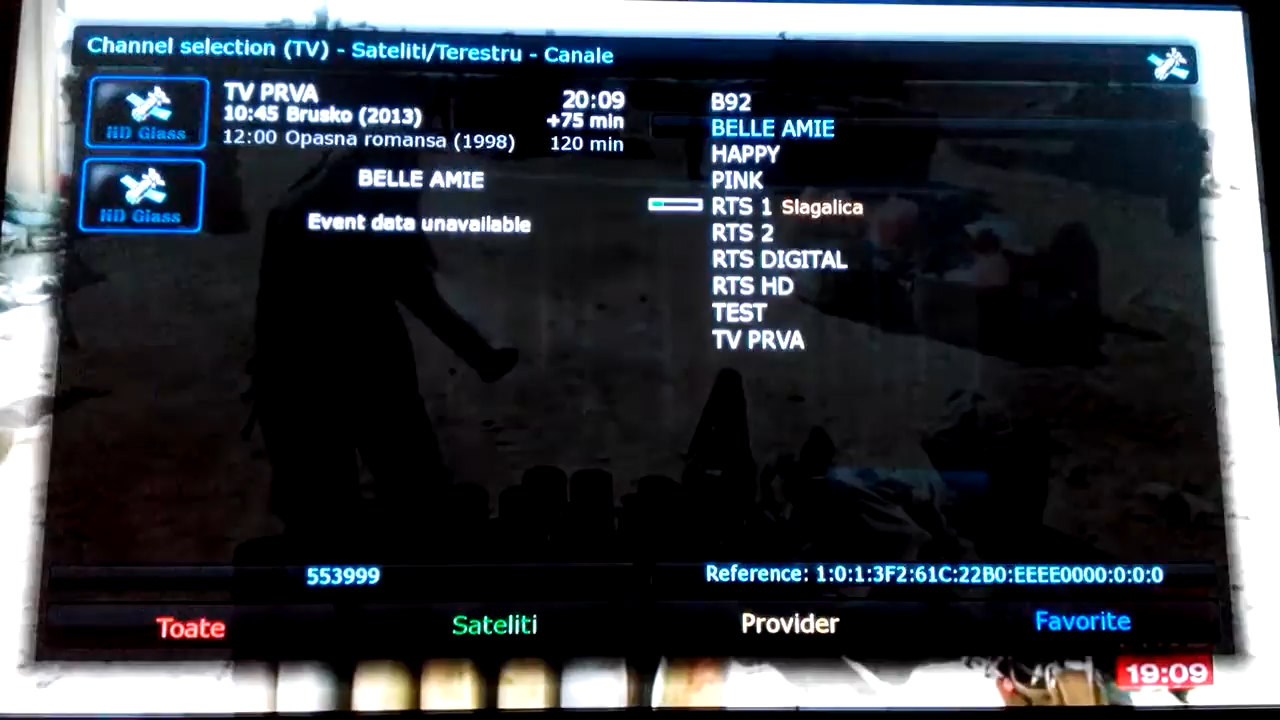 Channel selection (TV) - Sateliti/Terestru - Canale
HD Glass
TV PRVA 20:09
10:45 Brusko (2013) +75 min
12:00 Opasna romansa (1998) 120 min
HD Glass
BELLE AMIE
Event data unavailable
B92
BELLE AMIE
HAPPY
PINK
RTS 1 Slagalica
RTS 2
RTS DIGITAL
RTS HD
TEST
TV PRVA
553999
Reference: 1:0:1:3F2:61C:22B0:EEEE0000:0:0:0
Toate Sateliti Provider Favorite
19:09